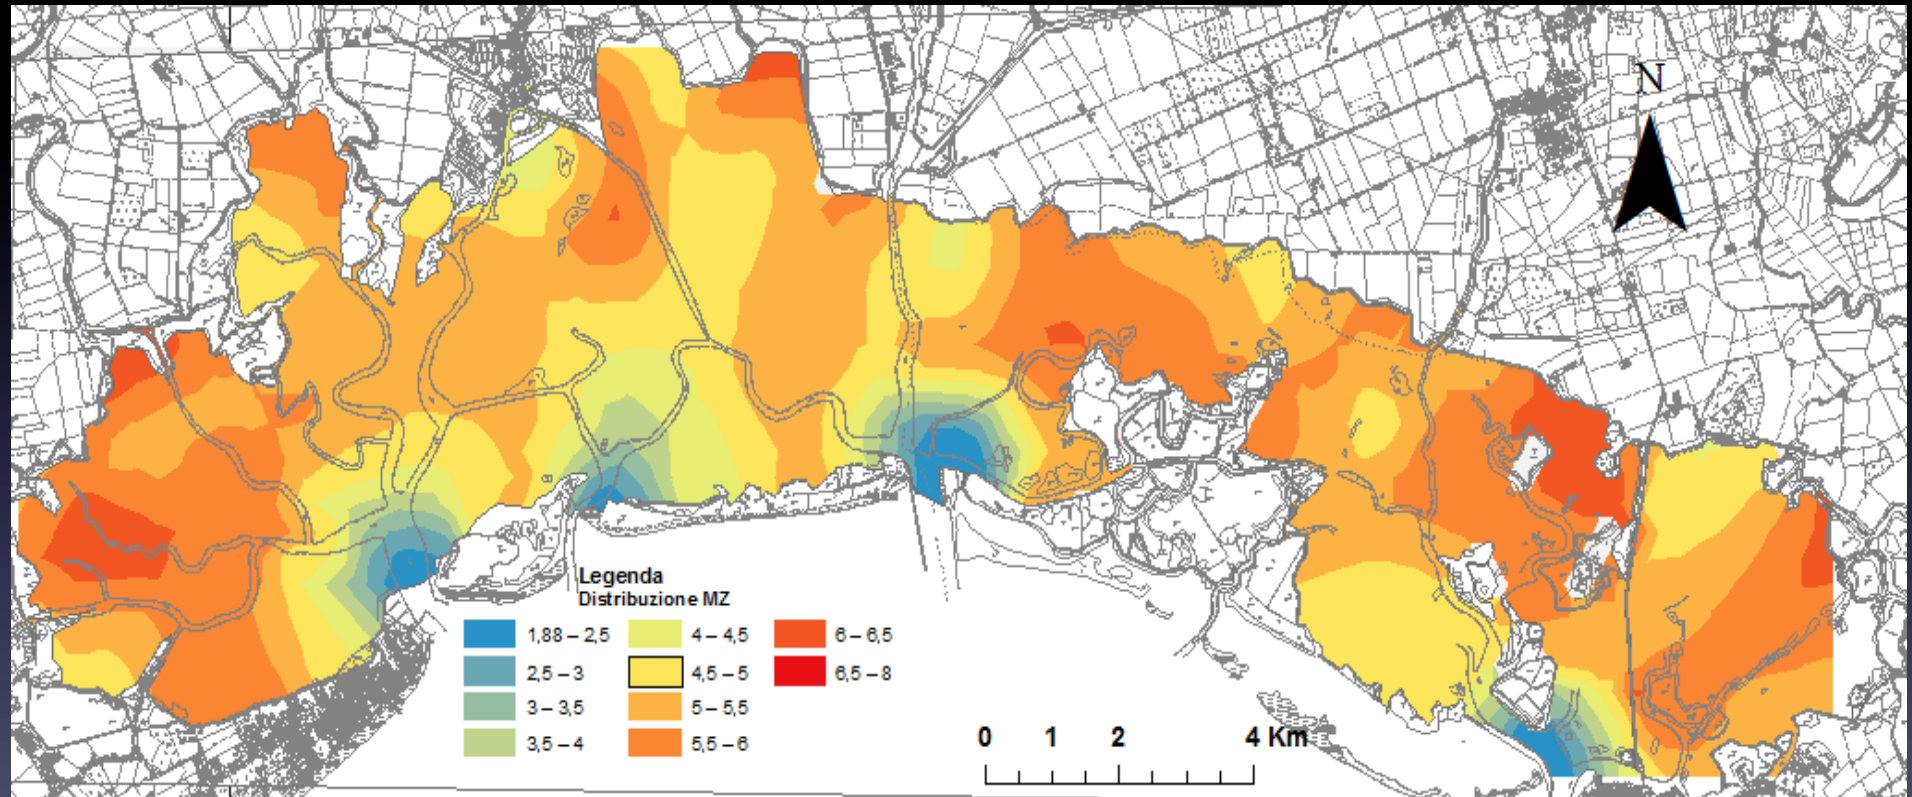 N
Legenda
Distribuzione MZ
1,88 – 2,5
4 – 4,5
6 – 6,5
2,5 – 3
4,5 – 5
6,5 – 8
3 – 3,5
5 – 5,5
3,5 – 4
5,5 – 6
0 1 2 4 Km